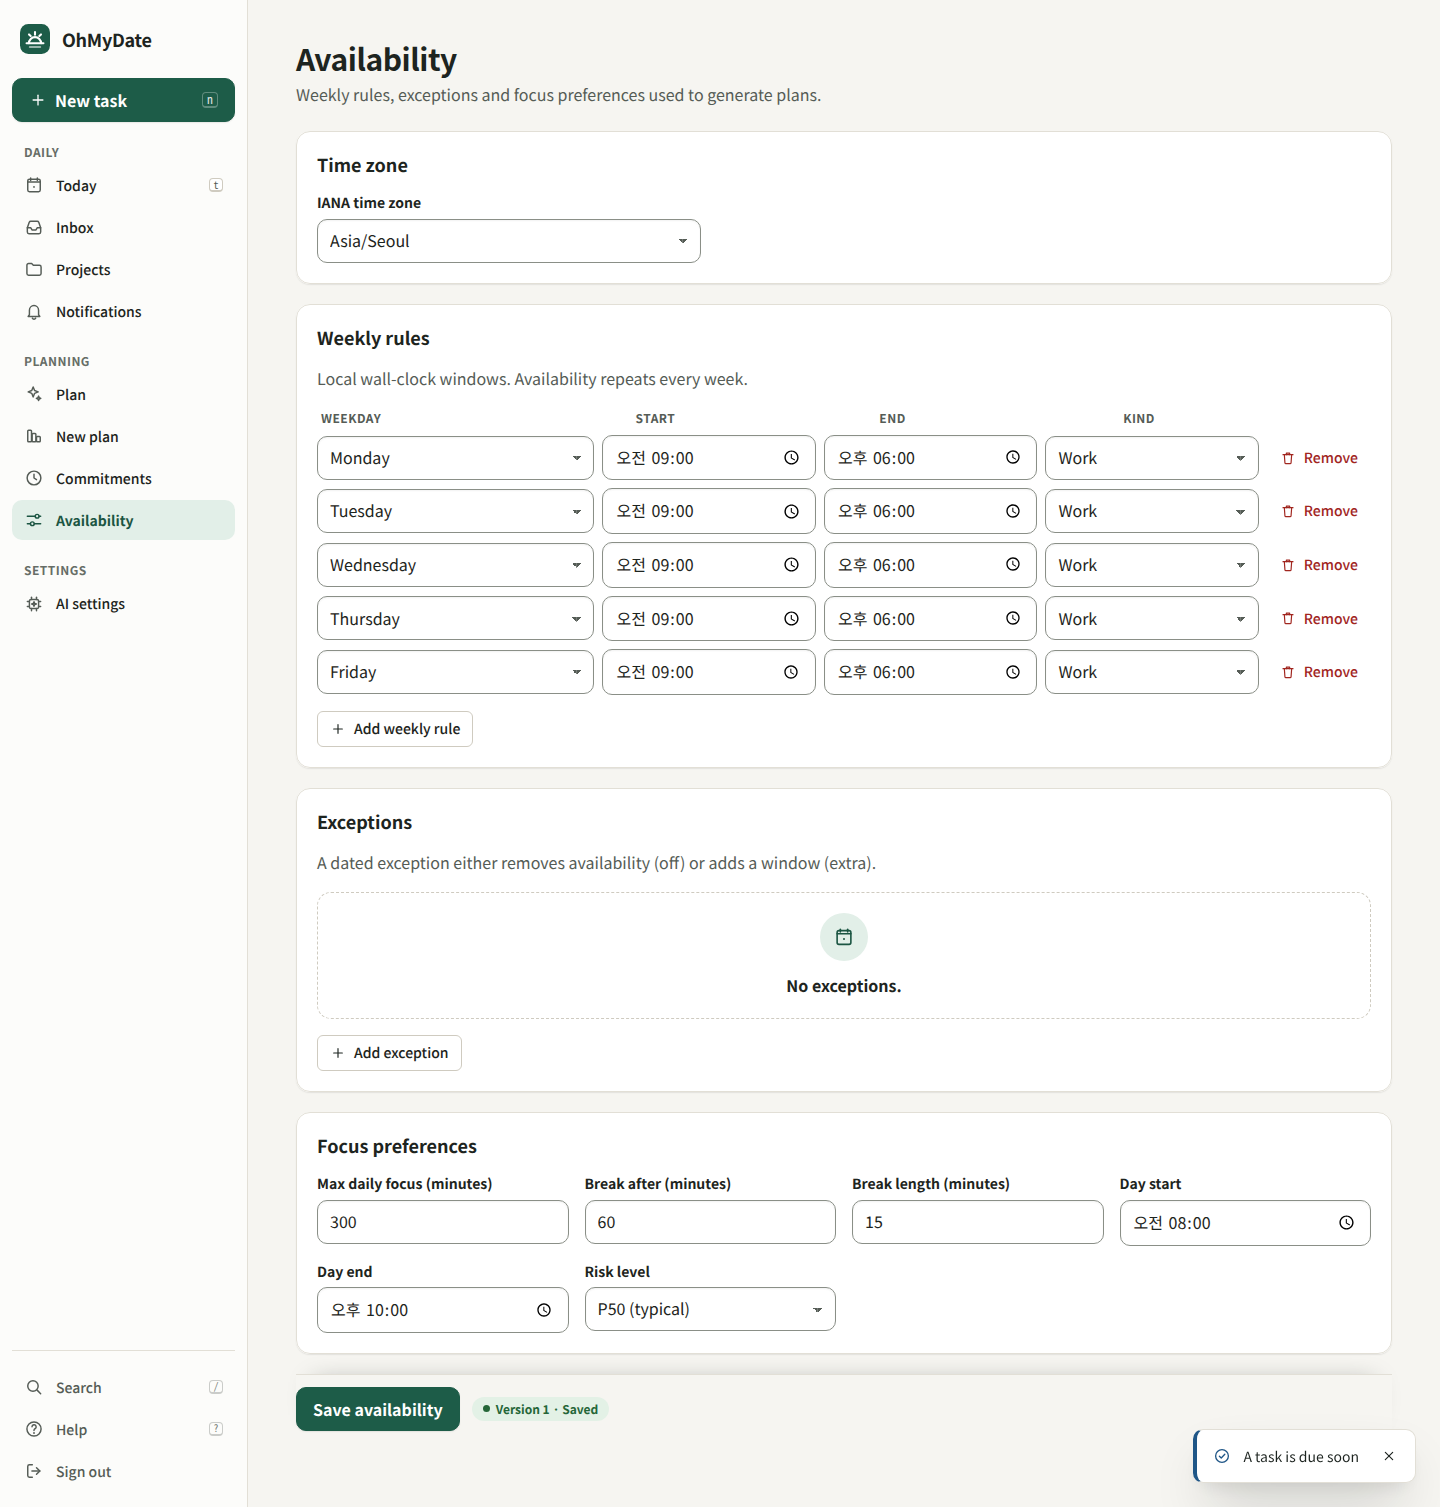 OhMyDate
New task n
DAILY
Today t
Inbox
Projects
Notifications
PLANNING
Plan
New plan
Commitments
Availability
SETTINGS
AI settings
Search /
Help ?
Sign out
Availability
Weekly rules, exceptions and focus preferences used to generate plans.
Time zone
IANA time zone
Asia/Seoul
Weekly rules
Local wall-clock windows. Availability repeats every week.
WEEKDAY START END KIND
Monday 오전 09:00 오후 06:00 Work Remove
Tuesday 오전 09:00 오후 06:00 Work Remove
Wednesday 오전 09:00 오후 06:00 Work Remove
Thursday 오전 09:00 오후 06:00 Work Remove
Friday 오전 09:00 오후 06:00 Work Remove
Add weekly rule
Exceptions
A dated exception either removes availability (off) or adds a window (extra).
No exceptions.
Add exception
Focus preferences
Max daily focus (minutes) Break after (minutes) Break length (minutes) Day start
300 60 15 오전 08:00
Day end Risk level
오후 10:00 P50 (typical)
Save availability Version 1 · Saved
A task is due soon